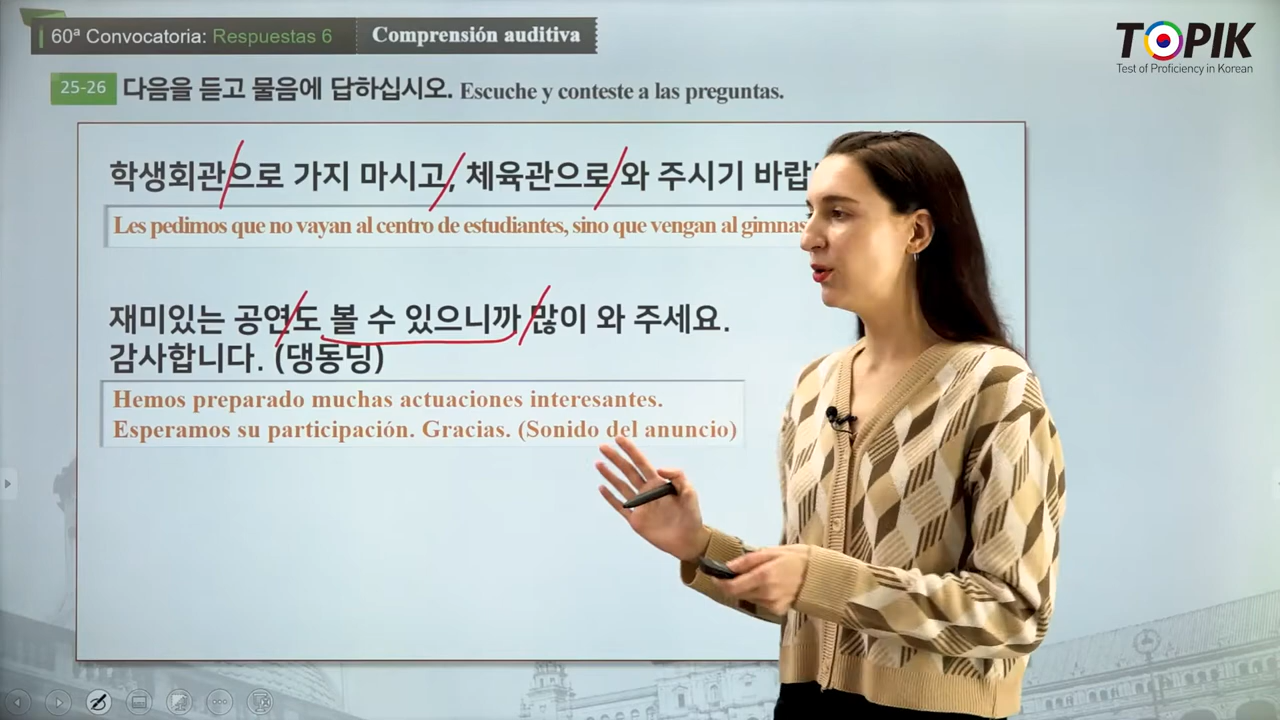 60ª Convocatoria: Respuestas 6
Comprensión auditiva
TOPIK
Test of Proficiency in Korean
25-26 다음을 듣고 물음에 답하십시오. Escuche y conteste a las preguntas.
학생회관으로 가지 마시고, 체육관으로 와 주시기 바랍
Les pedimos que no vayan al centro de estudiantes, sino que vengan al gimnas
재미있는 공연도 볼 수 있으니까 많이 와 주세요.
감사합니다. (댕동딩)
Hemos preparado muchas actuaciones interesantes.
Esperamos su participación. Gracias. (Sonido del anuncio)